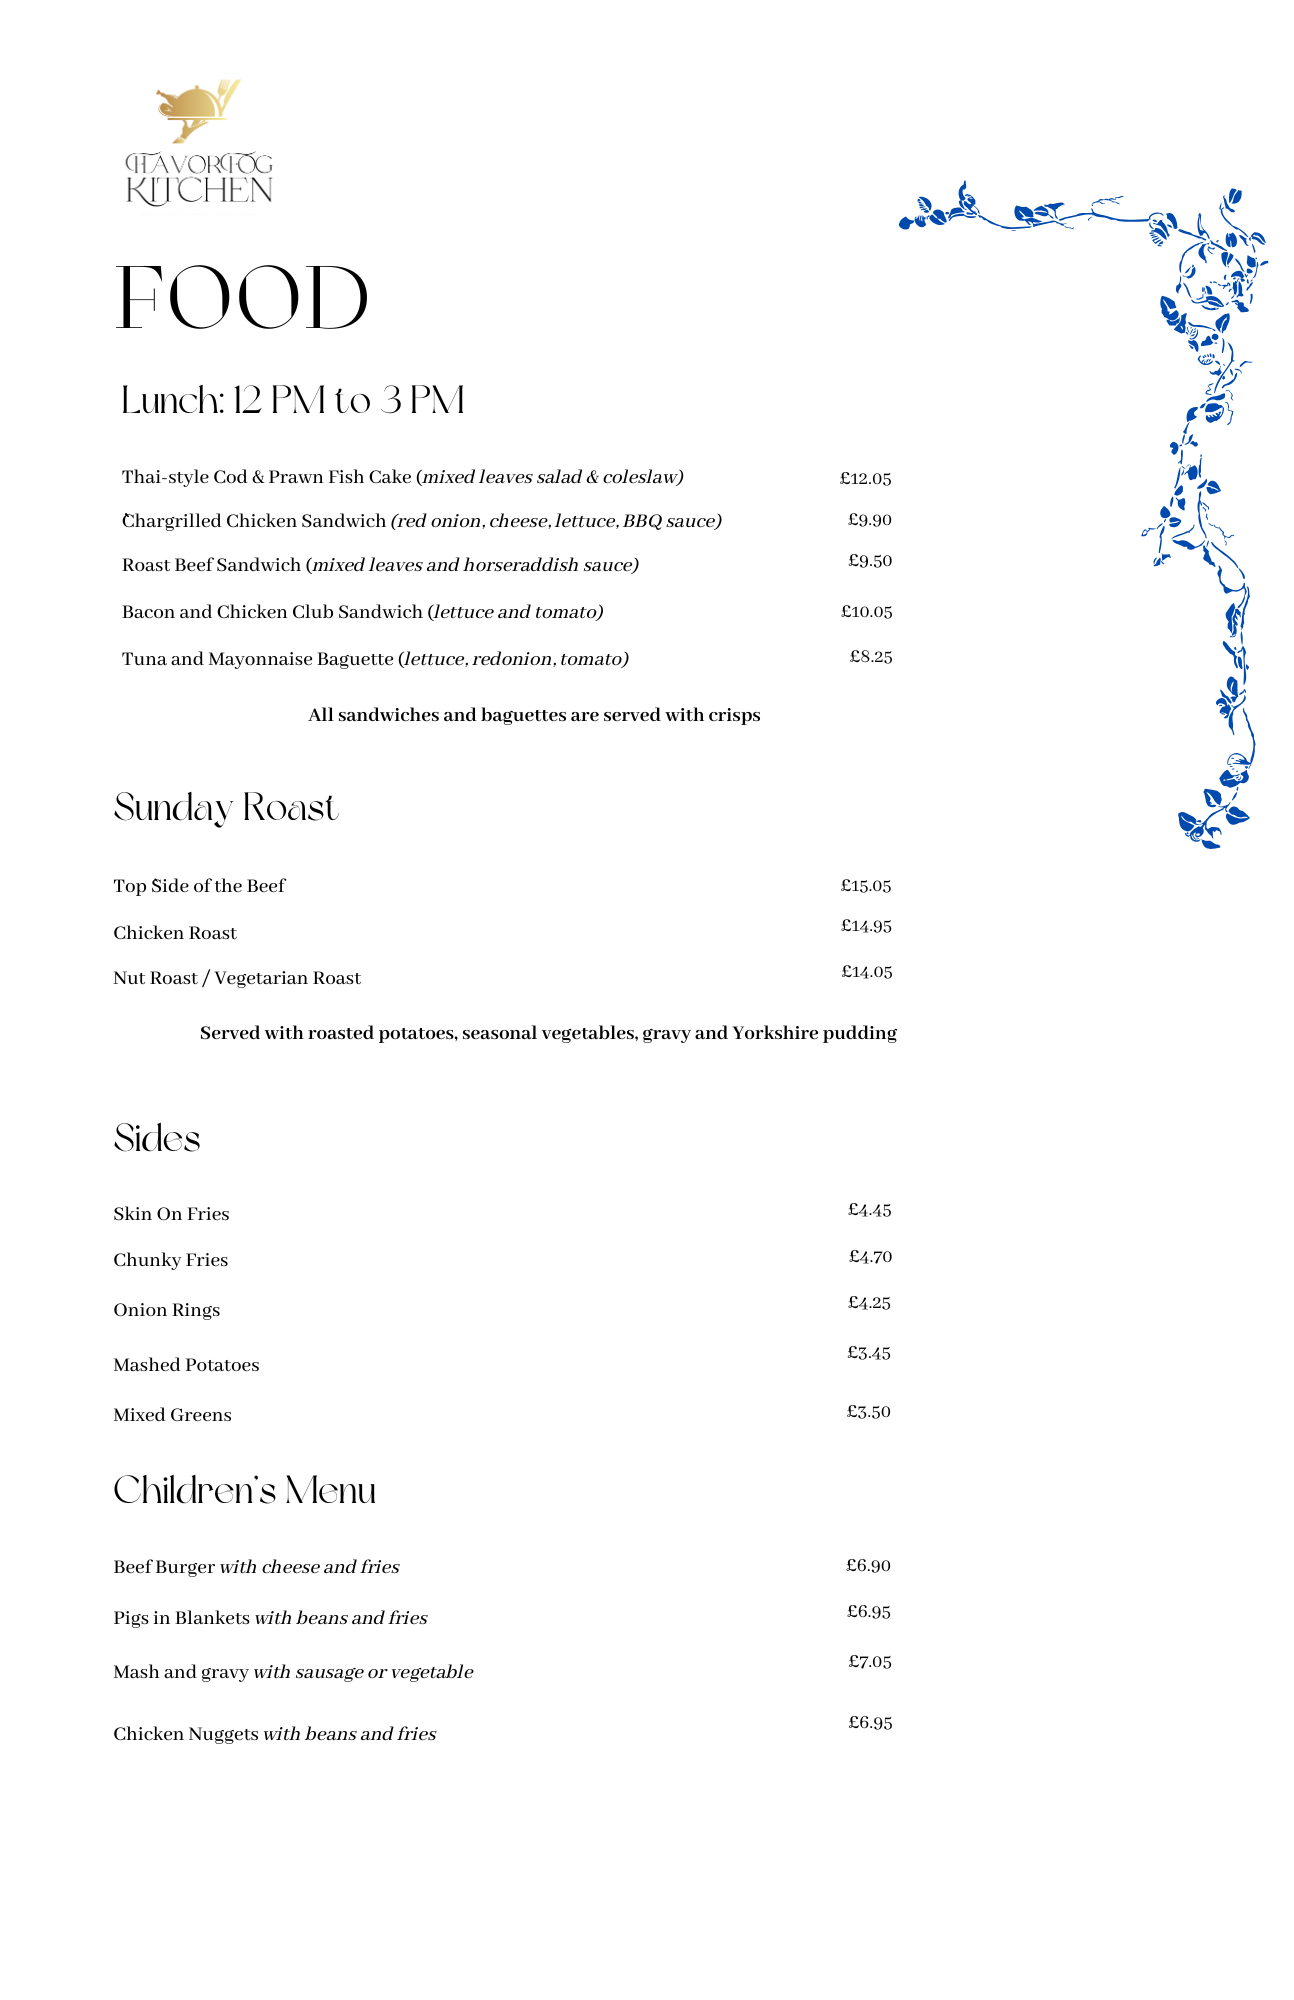 FLAVORFOG
KITCHEN
FOOD
Lunch: 12 PM to 3 PM
Thai-style Cod & Prawn Fish Cake (mixed leaves salad & coleslaw) £12.05
`Chargrilled Chicken Sandwich (red onion, cheese, lettuce, BBQ sauce) £9.90
Roast Beef Sandwich (mixed leaves and horseraddish sauce) £9.50
Bacon and Chicken Club Sandwich (lettuce and tomato) £10.05
Tuna and Mayonnaise Baguette (lettuce, redonion, tomato) £8.25
All sandwiches and baguettes are served with crisps
Sunday Roast
Top Side of the Beef £15.05
Chicken Roast £14.95
Nut Roast / Vegetarian Roast £14.05
Served with roasted potatoes, seasonal vegetables, gravy and Yorkshire pudding
Sides
Skin On Fries £4.45
Chunky Fries £4.70
Onion Rings £4.25
Mashed Potatoes £3.45
Mixed Greens £3.50
Children's Menu
Beef Burger with cheese and fries £6.90
Pigs in Blankets with beans and fries £6.95
Mash and gravy with sausage or vegetable £7.05
Chicken Nuggets with beans and fries £6.95